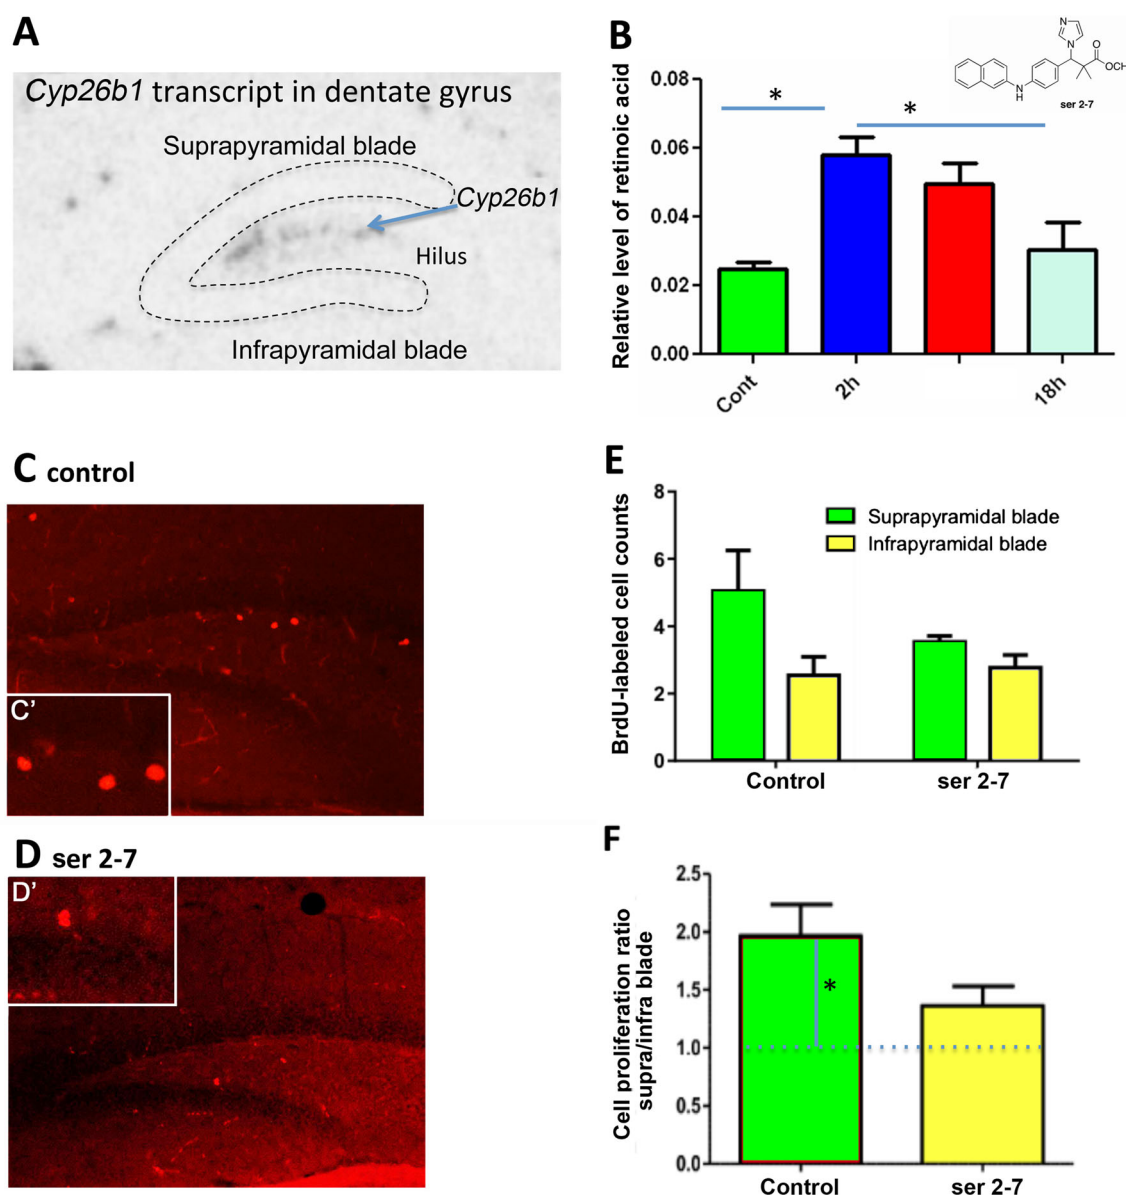 A
Cyp26b1 transcript in dentate gyrus
Suprapyramidal blade
Cyp26b1
Hilus
Infrapyramidal blade
B
Relative level of retinoic acid
0.08
0.06
0.04
0.02
0.00
*
*
Cont
2h
18h
N
N
O
OCH
N
H
ser 2-7
C control
C'
D ser 2-7
D'
E
BrdU-labeled cell counts
8
6
4
2
0
Suprapyramidal blade
Infrapyramidal blade
Control
ser 2-7
F
Cell proliferation ratio
supra/infra blade
2.5
2.0
1.5
1.0
0.5
0.0
*
Control
ser 2-7